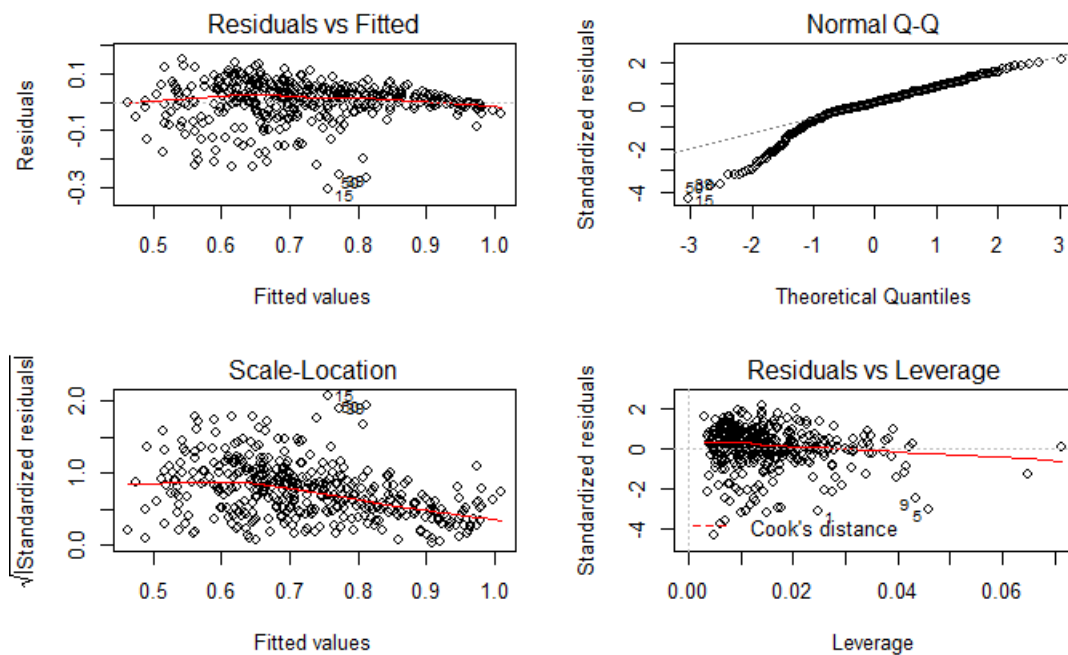 Residuals vs Fitted
Residuals
0.1
-0.1
-0.3
15
0.5 0.6 0.7 0.8 0.9 1.0
Fitted values
Normal Q-Q
Standardized residuals
2
0
-2
-4
15
-3 -2 -1 0 1 2 3
Theoretical Quantiles
Scale-Location
√|Standardized residuals|
2.0
1.0
0.0
15
0.5 0.6 0.7 0.8 0.9 1.0
Fitted values
Residuals vs Leverage
Standardized residuals
2
0
-2
-4
1
9
5
Cook's distance
0.00 0.02 0.04 0.06
Leverage